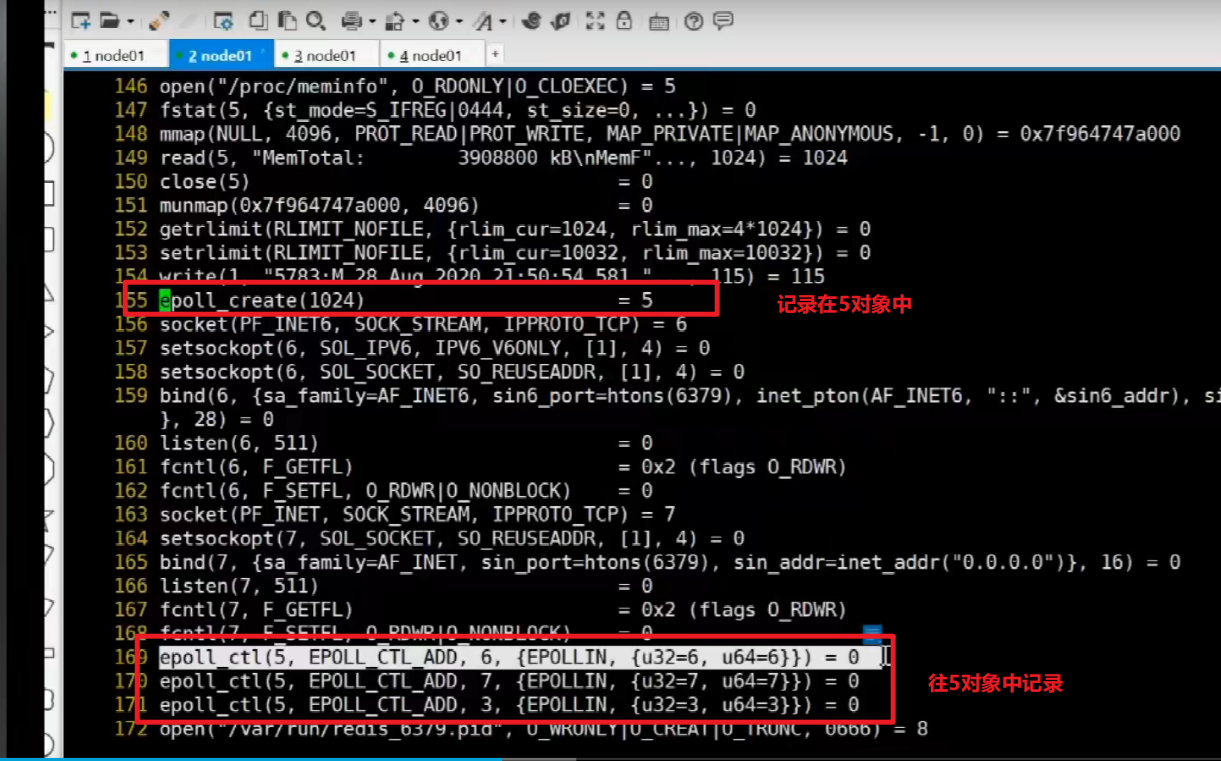 1 node01
2 node01
3 node01
4 node01
+
146 open("/proc/meminfo", O_RDONLY|O_CLOEXEC) = 5
147 fstat(5, {st_mode=S_IFREG|0444, st_size=0, ...}) = 0
148 mmap(NULL, 4096, PROT_READ|PROT_WRITE, MAP_PRIVATE|MAP_ANONYMOUS, -1, 0) = 0x7f964747a000
149 read(5, "MemTotal:        3908800 kB\nMemF"..., 1024) = 1024
150 close(5)                               = 0
151 munmap(0x7f964747a000, 4096)           = 0
152 getrlimit(RLIMIT_NOFILE, {rlim_cur=1024, rlim_max=4*1024}) = 0
153 setrlimit(RLIMIT_NOFILE, {rlim_cur=10032, rlim_max=10032}) = 0
154 write(1, "5783:M 28 Aug 2020 21:50:54.581 "..., 115) = 115
155 epoll_create(1024)                     = 5
记录在5对象中
156 socket(PF_INET6, SOCK_STREAM, IPPROTO_TCP) = 6
157 setsockopt(6, SOL_IPV6, IPV6_V6ONLY, [1], 4) = 0
158 setsockopt(6, SOL_SOCKET, SO_REUSEADDR, [1], 4) = 0
159 bind(6, {sa_family=AF_INET6, sin6_port=htons(6379), inet_pton(AF_INET6, "::", &sin6_addr), si
}, 28) = 0
160 listen(6, 511)                         = 0
161 fcntl(6, F_GETFL)                      = 0x2 (flags O_RDWR)
162 fcntl(6, F_SETFL, O_RDWR|O_NONBLOCK)   = 0
163 socket(PF_INET, SOCK_STREAM, IPPROTO_TCP) = 7
164 setsockopt(7, SOL_SOCKET, SO_REUSEADDR, [1], 4) = 0
165 bind(7, {sa_family=AF_INET, sin_port=htons(6379), sin_addr=inet_addr("0.0.0.0")}, 16) = 0
166 listen(7, 511)                         = 0
167 fcntl(7, F_GETFL)                      = 0x2 (flags O_RDWR)
168 fcntl(7, F_SETFL, O_RDWR|O_NONBLOCK)   = 0
169 epoll_ctl(5, EPOLL_CTL_ADD, 6, {EPOLLIN, {u32=6, u64=6}}) = 0
170 epoll_ctl(5, EPOLL_CTL_ADD, 7, {EPOLLIN, {u32=7, u64=7}}) = 0
往5对象中记录
171 epoll_ctl(5, EPOLL_CTL_ADD, 3, {EPOLLIN, {u32=3, u64=3}}) = 0
172 open("/var/run/redis_6379.pid", O_WRONLY|O_CREAT|O_TRUNC, 0666) = 8